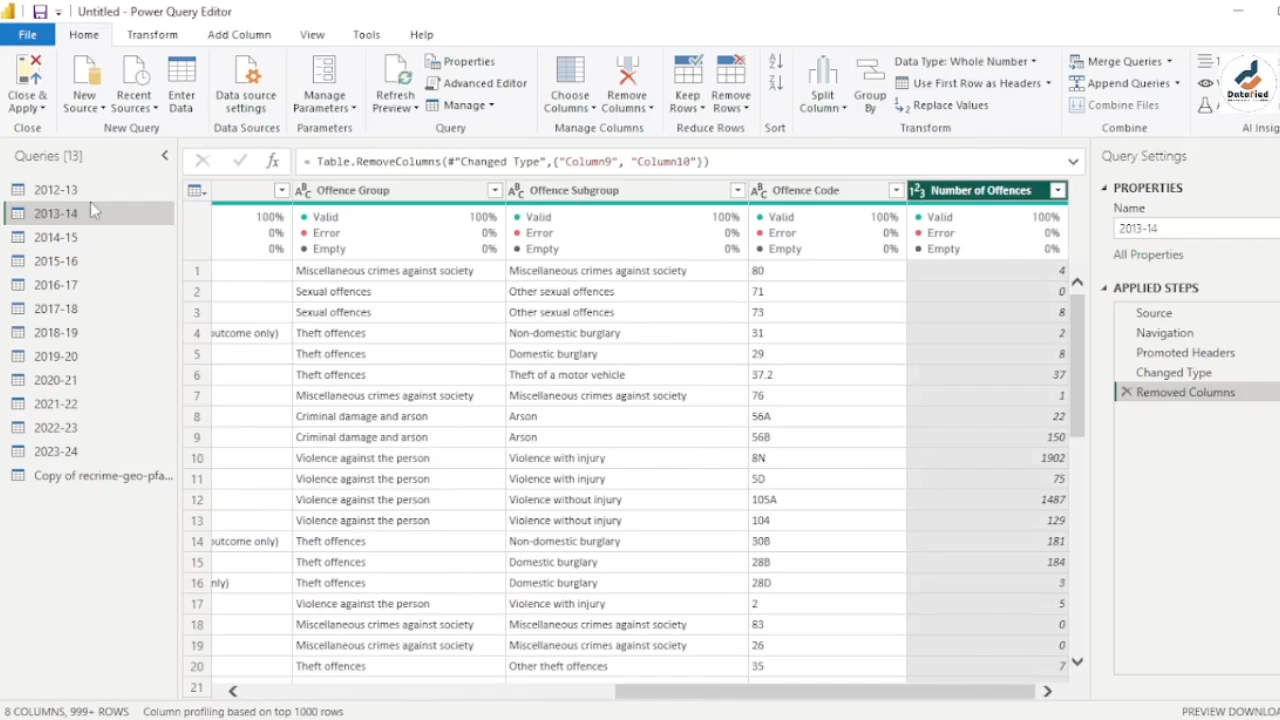 Untitled - Power Query Editor
File Home Transform Add Column View Tools Help
Close & Apply
New Source
Recent Sources
Enter Data
Data source settings
Manage Parameters
Refresh Preview
Properties
Advanced Editor
Manage
Choose Columns
Remove Columns
Keep Rows
Remove Rows
Split Column
Group By
Data Type: Whole Number
Use First Row as Headers
Replace Values
Merge Queries
Append Queries
Combine Files
Datafied
Close New Query Data Sources Parameters Query Manage Columns Reduce Rows Sort Transform Combine AI Insig
Queries [13]
2012-13
2013-14
2014-15
2015-16
2016-17
2017-18
2018-19
2019-20
2020-21
2021-22
2022-23
2023-24
Copy of recrime-geo-pfa...
fx = Table.RemoveColumns(#"Changed Type",{"Column9", "Column10"})
ABC Offence Group ABC Offence Subgroup ABC Offence Code 123 Number of Offences
100% Valid 100% Valid 100% Valid 100% Valid 100%
0% Error 0% Error 0% Error 0% Error 0%
0% Empty 0% Empty 0% Empty 0% Empty 0%
1 Miscellaneous crimes against society Miscellaneous crimes against society 80 4
2 Sexual offences Other sexual offences 71 0
3 Sexual offences Other sexual offences 73 8
4 outcome only) Theft offences Non-domestic burglary 31 2
5 Theft offences Domestic burglary 29 8
6 Theft offences Theft of a motor vehicle 37.2 37
7 Miscellaneous crimes against society Miscellaneous crimes against society 76 1
8 Criminal damage and arson Arson 56A 22
9 Criminal damage and arson Arson 56B 150
10 Violence against the person Violence with injury 8N 1902
11 Violence against the person Violence with injury 5D 75
12 Violence against the person Violence without injury 105A 1487
13 Violence against the person Violence without injury 104 129
14 outcome only) Theft offences Non-domestic burglary 30B 181
15 Theft offences Domestic burglary 28B 184
16 nly) Theft offences Domestic burglary 28D 3
17 Violence against the person Violence with injury 2 5
18 Miscellaneous crimes against society Miscellaneous crimes against society 83 0
19 Miscellaneous crimes against society Miscellaneous crimes against society 26 0
20 Theft offences Other theft offences 35 7
21
Query Settings
PROPERTIES
Name
2013-14
All Properties
APPLIED STEPS
Source
Navigation
Promoted Headers
Changed Type
Removed Columns
8 COLUMNS, 999+ ROWS Column profiling based on top 1000 rows PREVIEW DOWNLOA